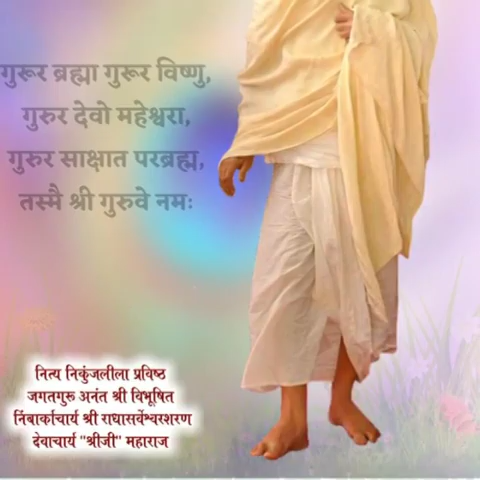 गुरूर ब्रह्मा गुरूर विष्णु,
गुरुर देवो महेश्वरा,
गुरुर साक्षात परब्रह्म,
तस्मै श्री गुरुवे नमः
नित्य निकुंजलीला प्रविष्ठ
जगतगुरू अनंत श्री विभूषित
निंबार्काचार्य श्री राधासर्वेश्वरशरण
देवाचार्य "श्रीजी" महाराज